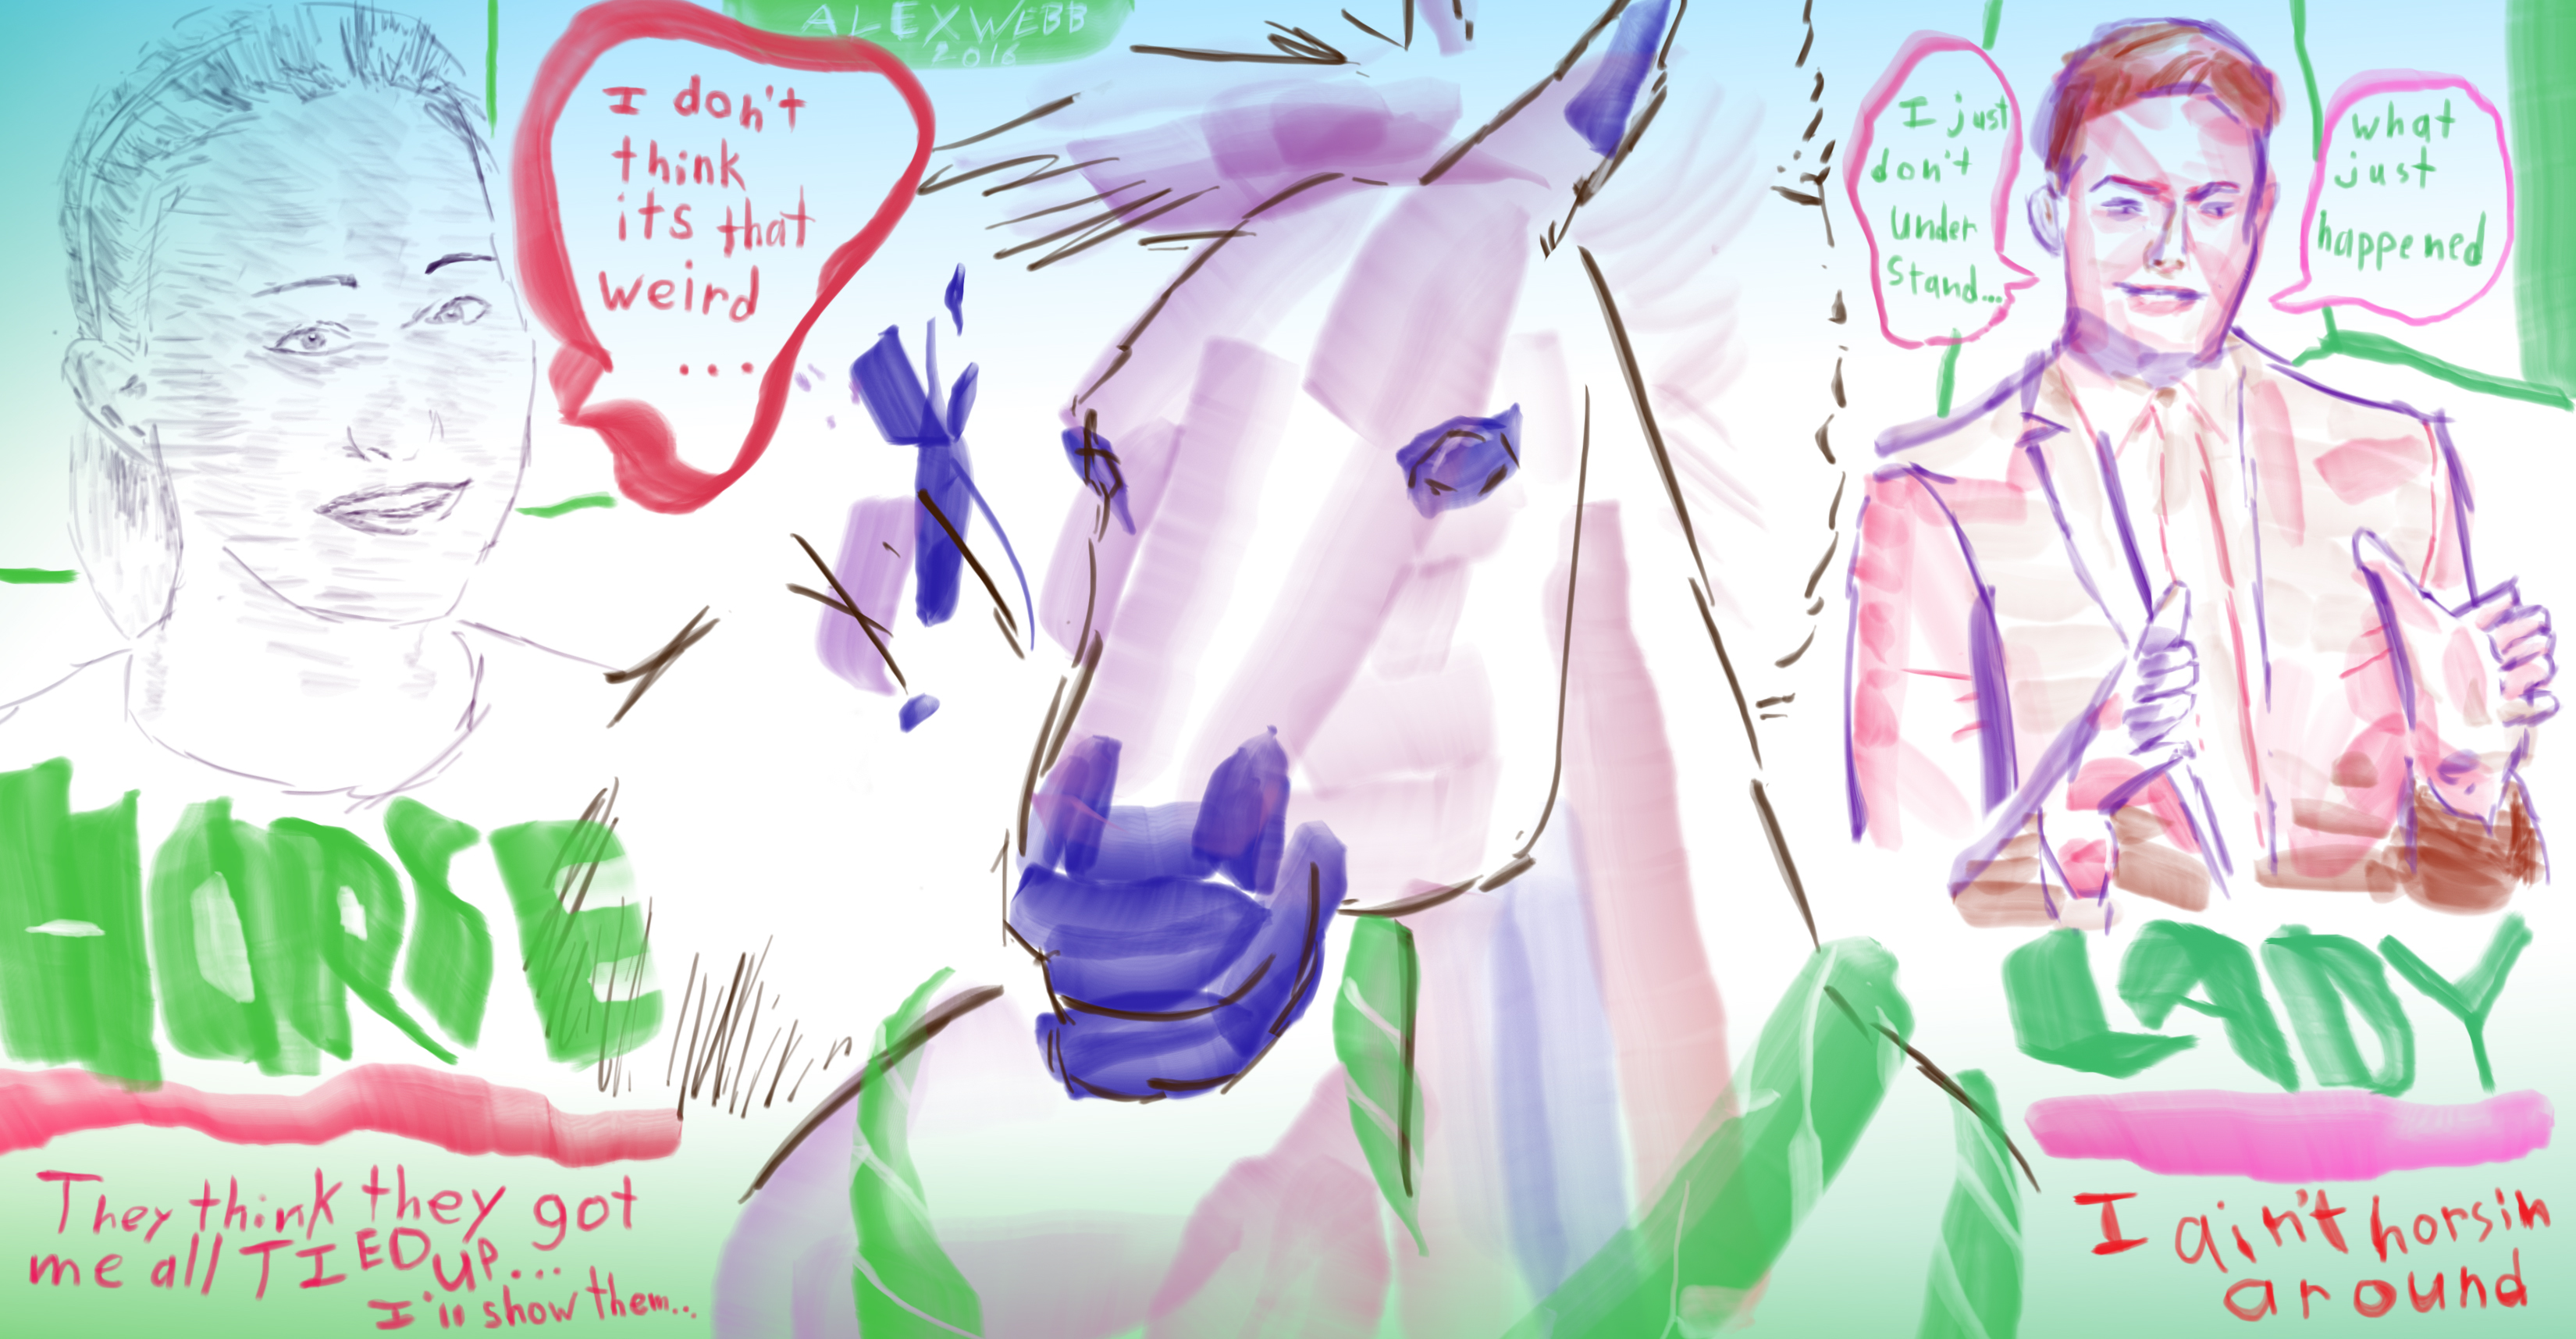 ALEXWEBB
2016
I don't
think
its that
weird
...
I just
don't
under
Stand...
what
just
happened
HORSE
LADY
They think they got
me all TIED up...
I'll show them...
I ain't horsin
around